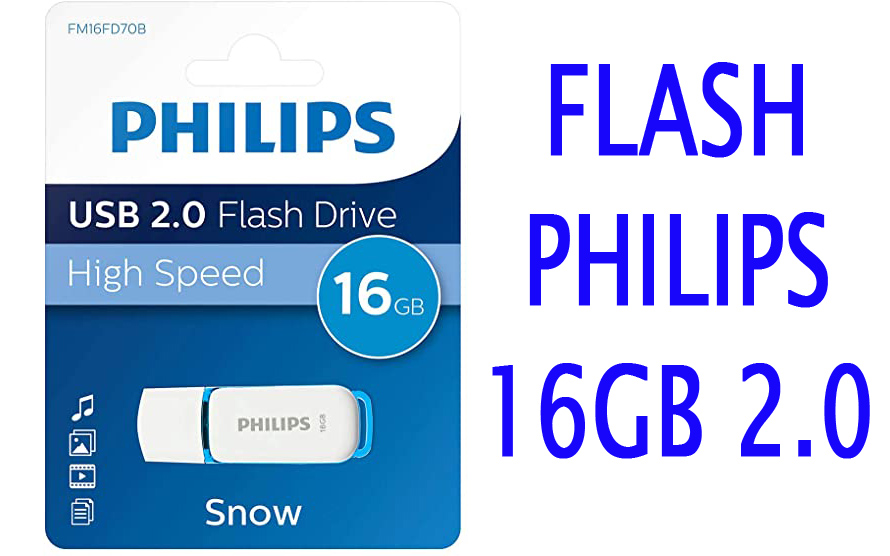 FM16FD70B
PHILIPS
USB 2.0 Flash Drive
High Speed
16GB
PHILIPS 16GB
Snow
FLASH
PHILIPS
16GB 2.0